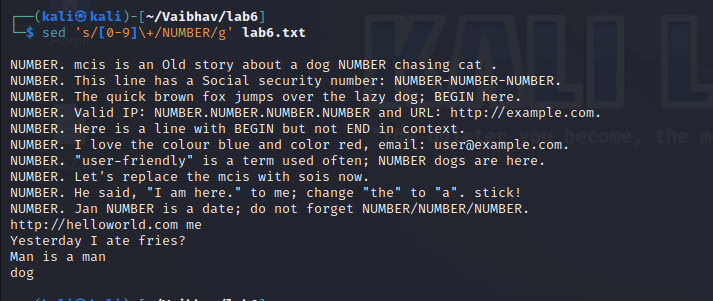 ┌──(kali㉿kali)-[~/Vaibhav/lab6]
└─$ sed 's/[0-9]\+/NUMBER/g' lab6.txt
NUMBER. mcis is an Old story about a dog NUMBER chasing cat .
NUMBER. This line has a Social security number: NUMBER-NUMBER-NUMBER.
NUMBER. The quick brown fox jumps over the lazy dog; BEGIN here.
NUMBER. Valid IP: NUMBER.NUMBER.NUMBER.NUMBER and URL: http://example.com.
NUMBER. Here is a line with BEGIN but not END in context.
NUMBER. I love the colour blue and color red, email: user@example.com.
NUMBER. "user-friendly" is a term used often; NUMBER dogs are here.
NUMBER. Let's replace the mcis with sois now.
NUMBER. He said, "I am here." to me; change "the" to "a". stick!
NUMBER. Jan NUMBER is a date; do not forget NUMBER/NUMBER/NUMBER.
http://helloworld.com me
Yesterday I ate fries?
Man is a man
dog